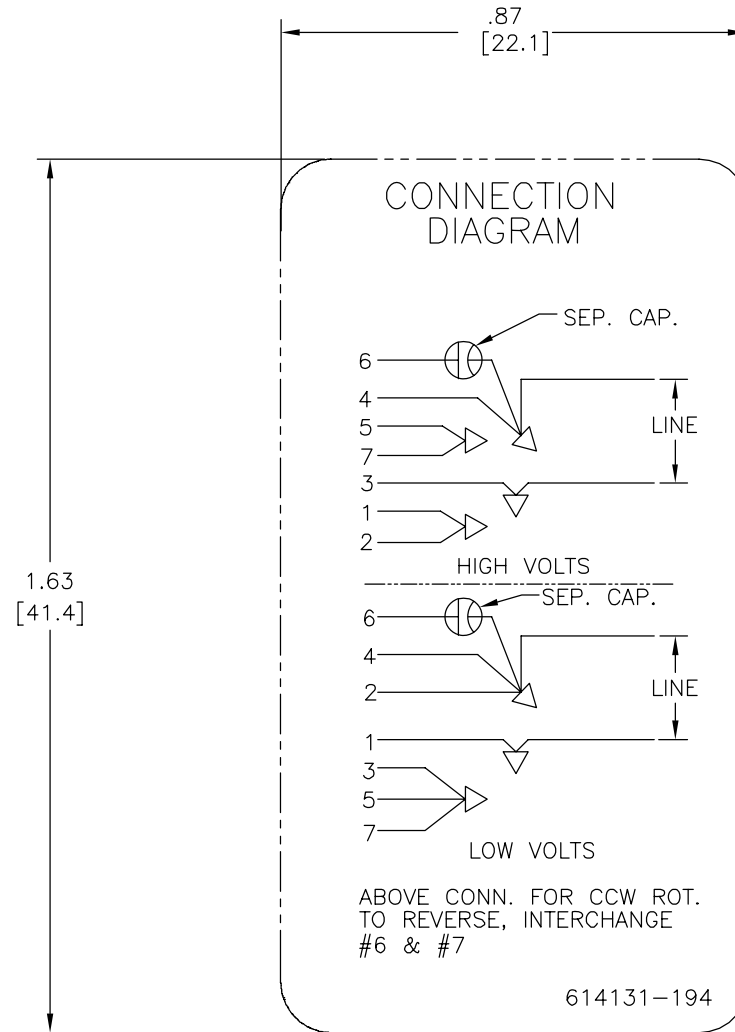 .87
[22.1]
CONNECTION
DIAGRAM
SEP. CAP.
6
4
5
7
LINE
3
1
2
HIGH VOLTS
1.63
[41.4]
SEP. CAP.
6
4
2
LINE
1
3
5
7
LOW VOLTS
ABOVE CONN. FOR CCW ROT.
TO REVERSE, INTERCHANGE
#6 & #7
614131-194